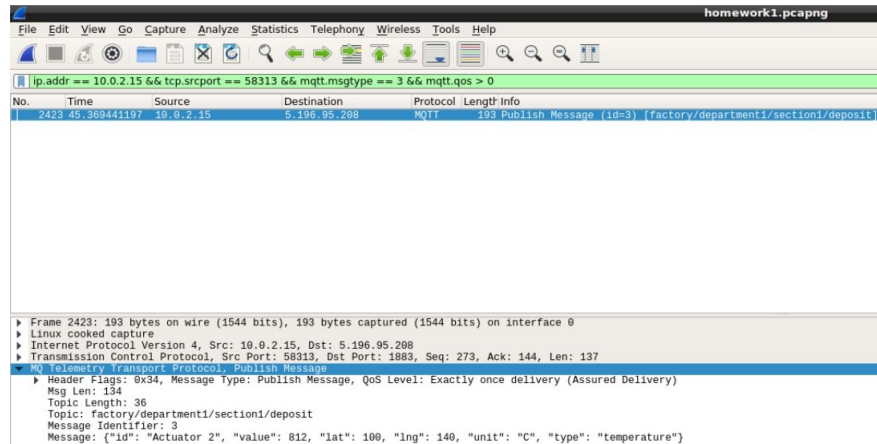 homework1.pcapng
File Edit View Go Capture Analyze Statistics Telephony Wireless Tools Help
ip.addr == 10.0.2.15 && tcp.srcport == 58313 && mqtt.msgtype == 3 && mqtt.qos > 0
No. Time Source Destination Protocol Length Info
2423 45.369441197 10.0.2.15 5.196.95.208 MQTT 193 Publish Message (id=3) [factory/department1/section1/deposit]
Frame 2423: 193 bytes on wire (1544 bits), 193 bytes captured (1544 bits) on interface 0
Linux cooked capture
Internet Protocol Version 4, Src: 10.0.2.15, Dst: 5.196.95.208
Transmission Control Protocol, Src Port: 58313, Dst Port: 1883, Seq: 273, Ack: 144, Len: 137
MQ Telemetry Transport Protocol, Publish Message
Header Flags: 0x34, Message Type: Publish Message, QoS Level: Exactly once delivery (Assured Delivery)
Msg Len: 134
Topic Length: 36
Topic: factory/department1/section1/deposit
Message Identifier: 3
Message: {"id": "Actuator 2", "value": 812, "lat": 100, "lng": 140, "unit": "C", "type": "temperature"}